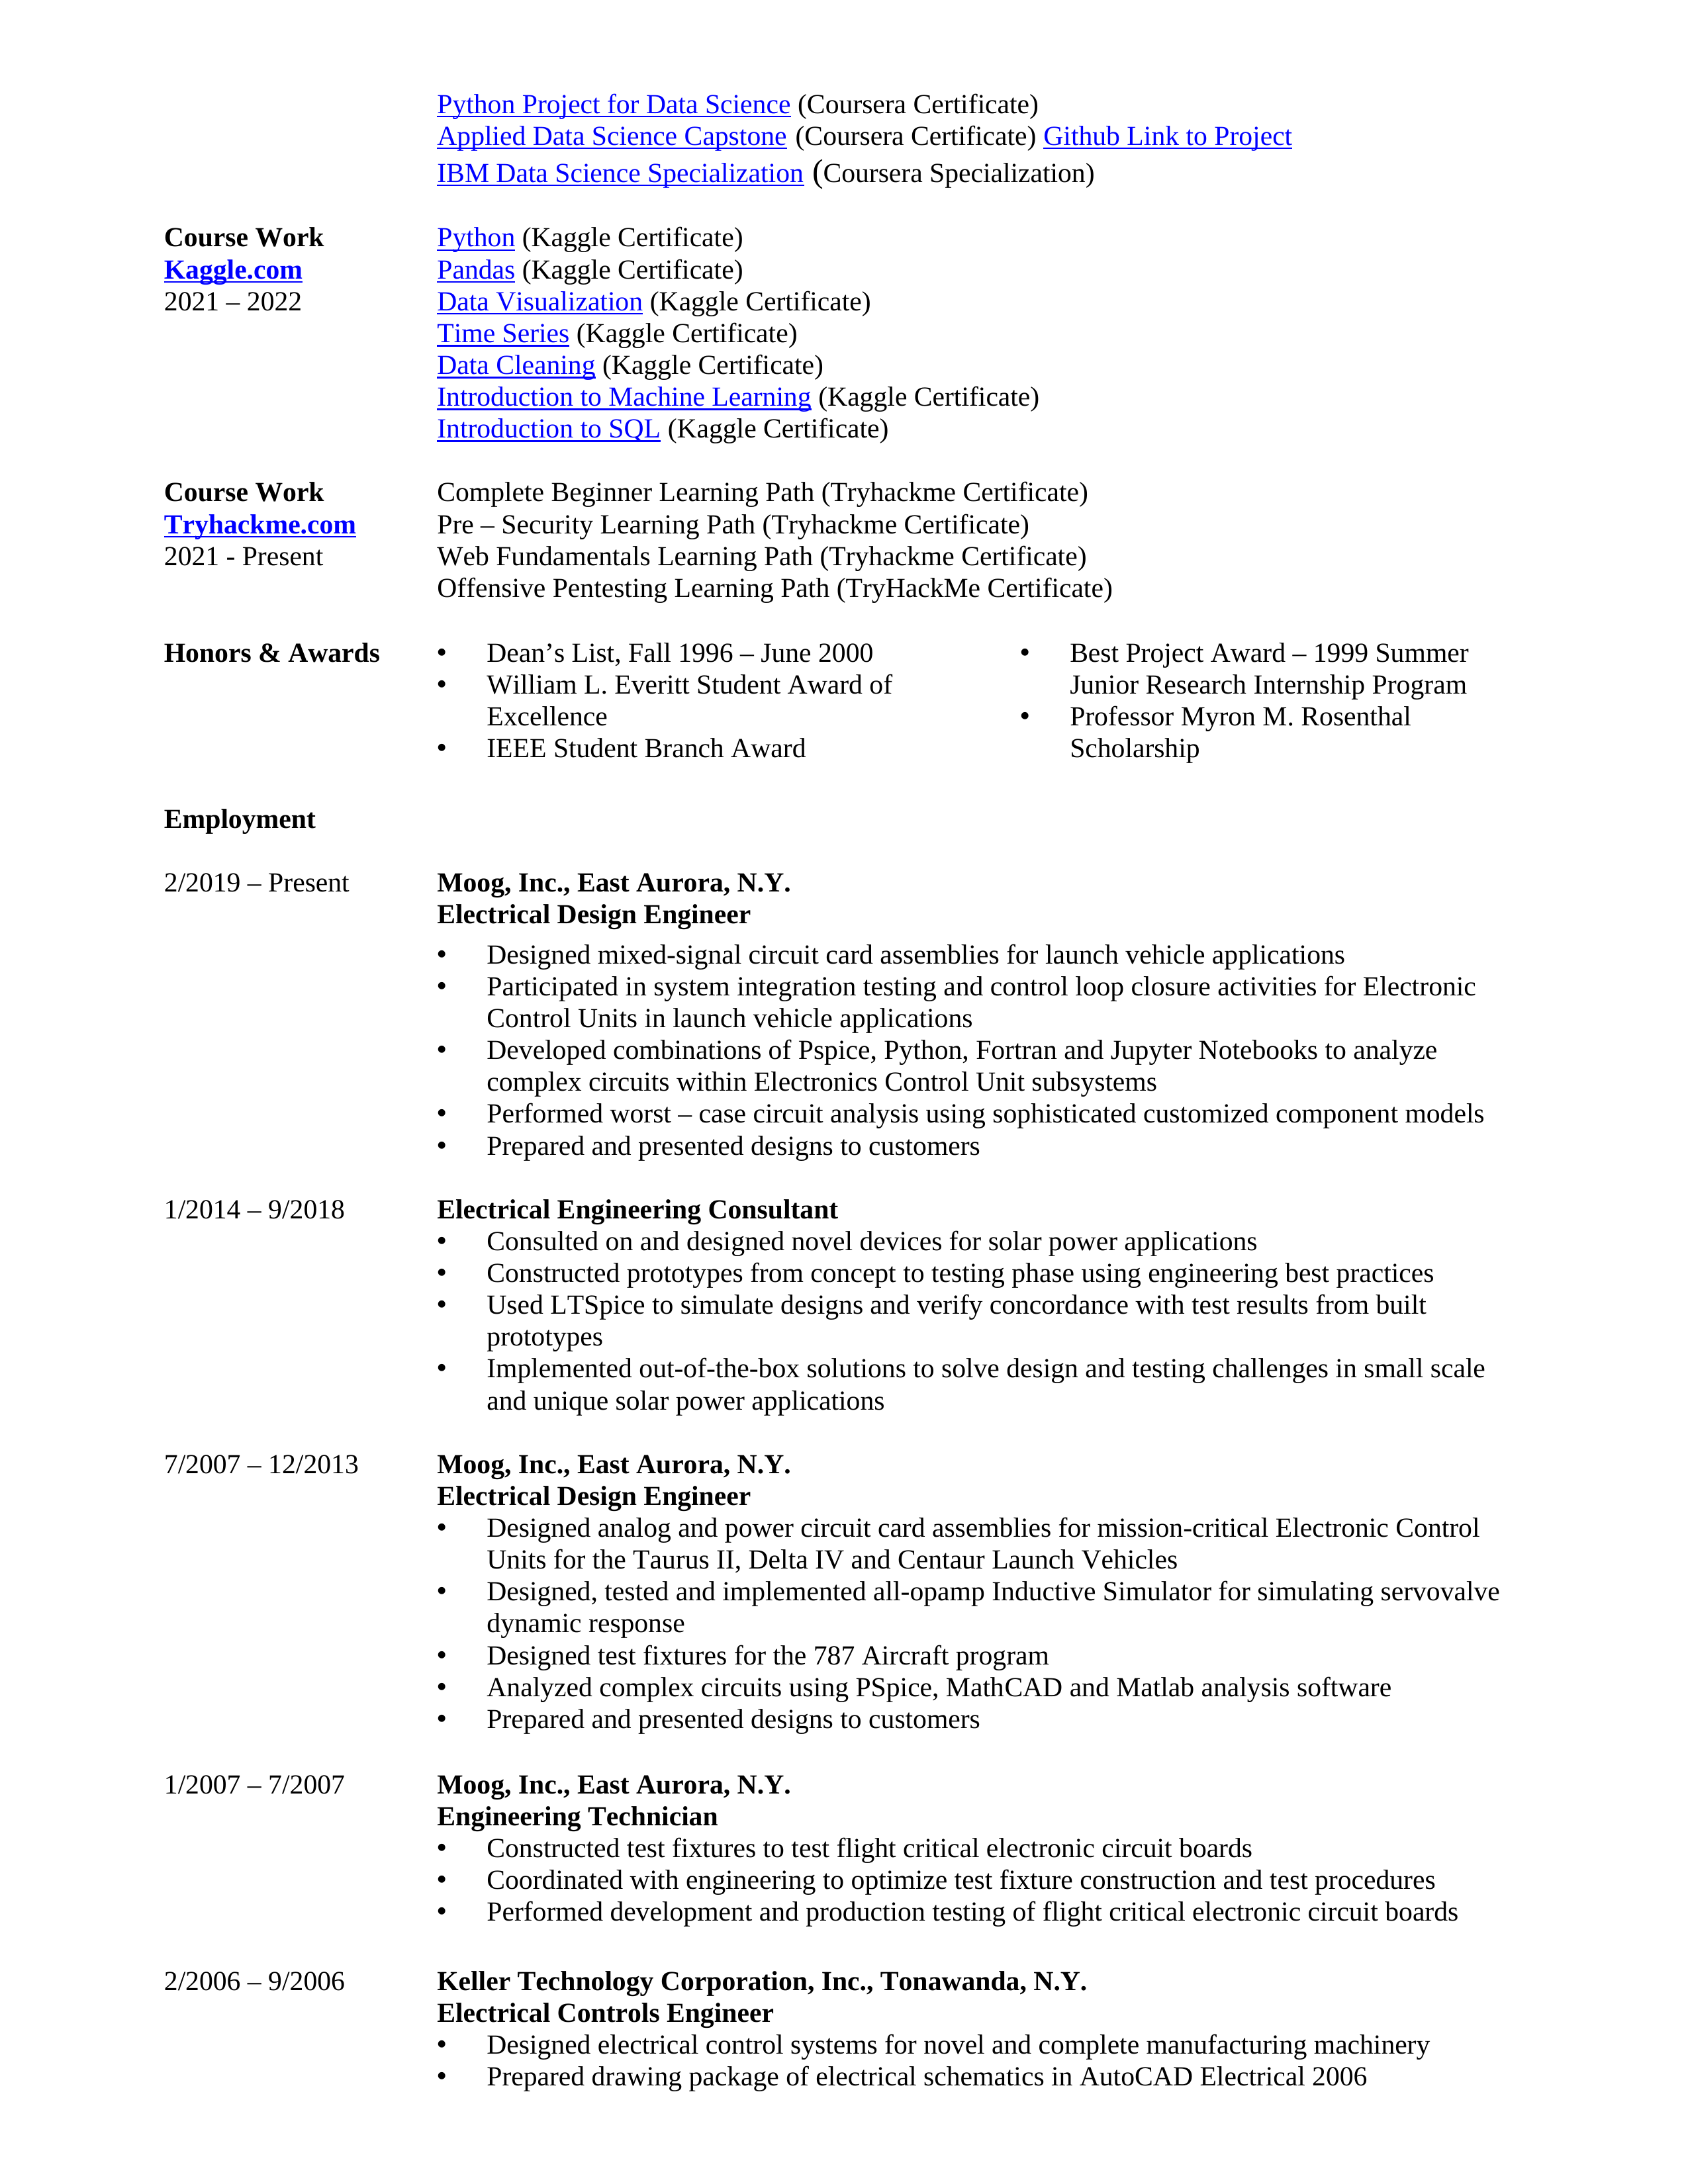 Python Project for Data Science (Coursera Certificate)
Applied Data Science Capstone (Coursera Certificate) Github Link to Project
IBM Data Science Specialization (Coursera Specialization)
Course Work
Kaggle.com
2021 – 2022
Python (Kaggle Certificate)
Pandas (Kaggle Certificate)
Data Visualization (Kaggle Certificate)
Time Series (Kaggle Certificate)
Data Cleaning (Kaggle Certificate)
Introduction to Machine Learning (Kaggle Certificate)
Introduction to SQL (Kaggle Certificate)
Course Work
Tryhackme.com
2021 - Present
Complete Beginner Learning Path (Tryhackme Certificate)
Pre – Security Learning Path (Tryhackme Certificate)
Web Fundamentals Learning Path (Tryhackme Certificate)
Offensive Pentesting Learning Path (TryHackMe Certificate)
Honors & Awards
• Dean’s List, Fall 1996 – June 2000
• William L. Everitt Student Award of
Excellence
• IEEE Student Branch Award
• Best Project Award – 1999 Summer
Junior Research Internship Program
• Professor Myron M. Rosenthal
Scholarship
Employment
2/2019 – Present
Moog, Inc., East Aurora, N.Y.
Electrical Design Engineer
• Designed mixed-signal circuit card assemblies for launch vehicle applications
• Participated in system integration testing and control loop closure activities for Electronic
Control Units in launch vehicle applications
• Developed combinations of Pspice, Python, Fortran and Jupyter Notebooks to analyze
complex circuits within Electronics Control Unit subsystems
• Performed worst – case circuit analysis using sophisticated customized component models
• Prepared and presented designs to customers
1/2014 – 9/2018
Electrical Engineering Consultant
• Consulted on and designed novel devices for solar power applications
• Constructed prototypes from concept to testing phase using engineering best practices
• Used LTSpice to simulate designs and verify concordance with test results from built
prototypes
• Implemented out-of-the-box solutions to solve design and testing challenges in small scale
and unique solar power applications
7/2007 – 12/2013
Moog, Inc., East Aurora, N.Y.
Electrical Design Engineer
• Designed analog and power circuit card assemblies for mission-critical Electronic Control
Units for the Taurus II, Delta IV and Centaur Launch Vehicles
• Designed, tested and implemented all-opamp Inductive Simulator for simulating servovalve
dynamic response
• Designed test fixtures for the 787 Aircraft program
• Analyzed complex circuits using PSpice, MathCAD and Matlab analysis software
• Prepared and presented designs to customers
1/2007 – 7/2007
Moog, Inc., East Aurora, N.Y.
Engineering Technician
• Constructed test fixtures to test flight critical electronic circuit boards
• Coordinated with engineering to optimize test fixture construction and test procedures
• Performed development and production testing of flight critical electronic circuit boards
2/2006 – 9/2006
Keller Technology Corporation, Inc., Tonawanda, N.Y.
Electrical Controls Engineer
• Designed electrical control systems for novel and complete manufacturing machinery
• Prepared drawing package of electrical schematics in AutoCAD Electrical 2006